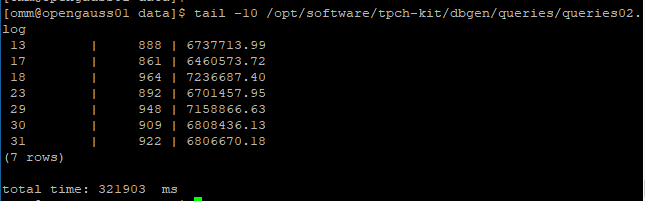 [omm@opengauss01 data]$ tail -10 /opt/software/tpch-kit/dbgen/queries/queries02.
log
13 | 888 | 6737713.99
17 | 861 | 6460573.72
18 | 964 | 7236687.40
23 | 892 | 6701457.95
29 | 948 | 7158866.63
30 | 909 | 6808436.13
31 | 922 | 6806670.18
(7 rows)
total time: 321903 ms